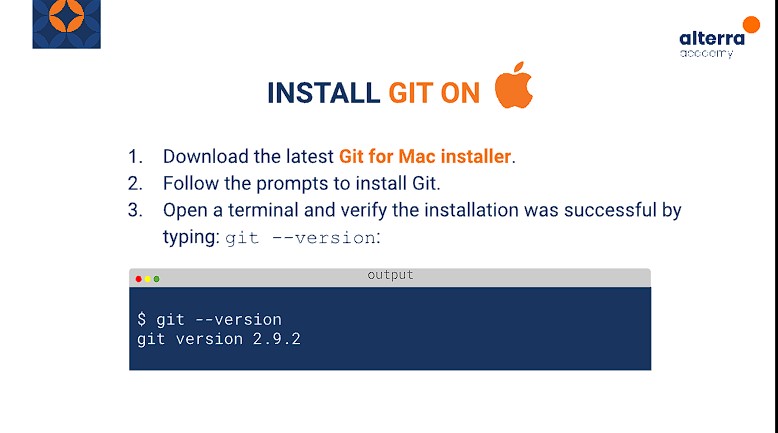 alterra
academy
INSTALL GIT ON
1. Download the latest Git for Mac installer.
2. Follow the prompts to install Git.
3. Open a terminal and verify the installation was successful by
typing: git --version:
output
$ git --version
git version 2.9.2